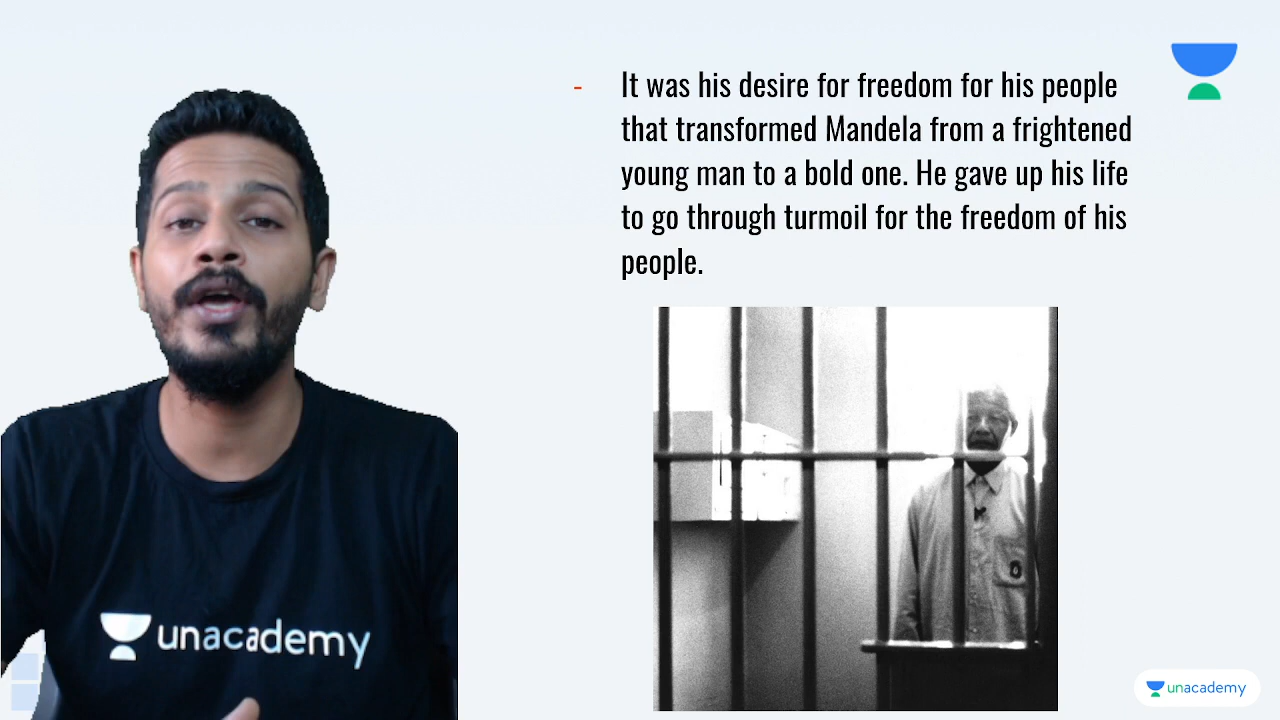 - It was his desire for freedom for his people
that transformed Mandela from a frightened
young man to a bold one. He gave up his life
to go through turmoil for the freedom of his
people.
unacademy
unacademy